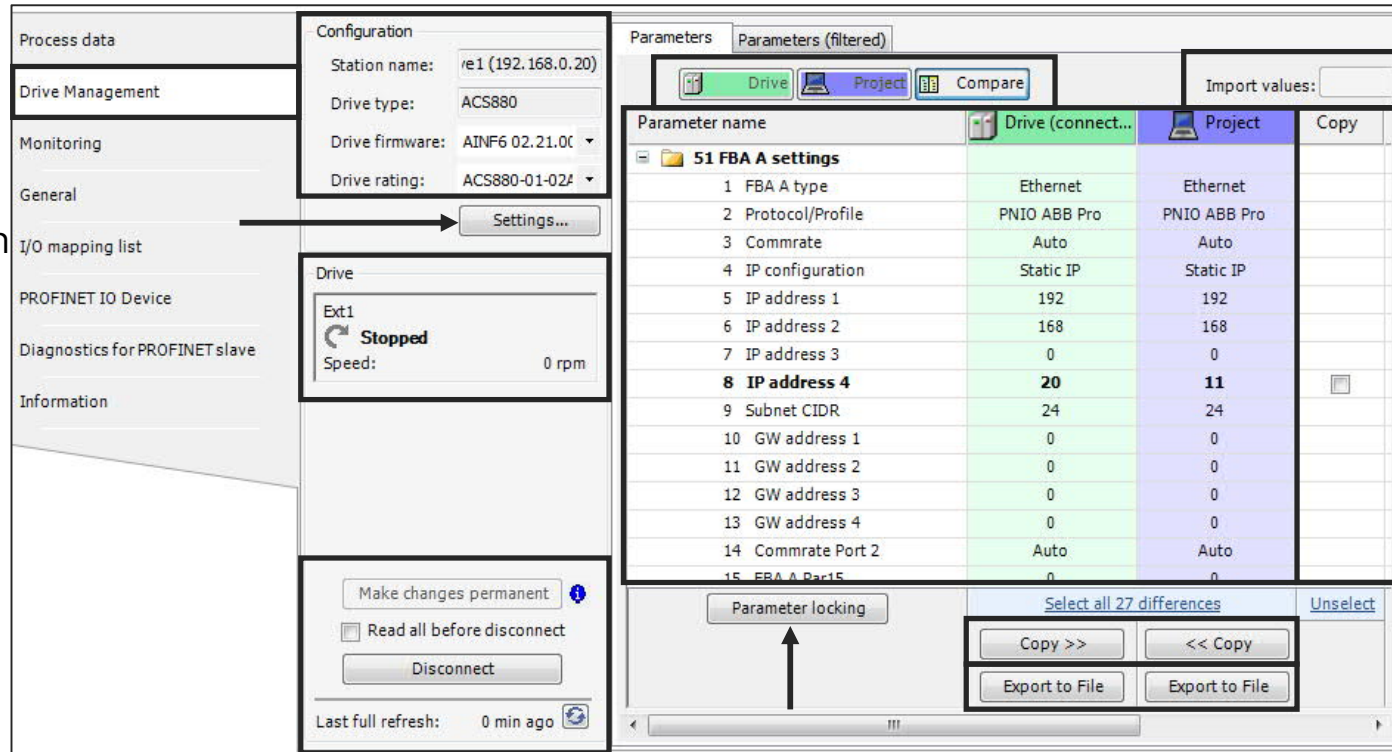 Process data
Drive Management
Monitoring
General
n
I/O mapping list
PROFINET IO Device
Diagnostics for PROFINET slave
Information
Configuration
Station name: e1 (192.168.0.20)
Drive type: ACS880
Drive firmware: AINF6 02.21.0
Drive rating: ACS880-01-02
Settings...
Drive
Ext1
Stopped
Speed: 0 rpm
Make changes permanent
Read all before disconnect
Disconnect
Last full refresh: 0 min ago
Parameters Parameters (filtered)
Drive Project Compare
Import values:
Parameter name Drive (connect... Project Copy
51 FBA A settings
1 FBA A type Ethernet Ethernet
2 Protocol/Profile PNIO ABB Pro PNIO ABB Pro
3 Commrate Auto Auto
4 IP configuration Static IP Static IP
5 IP address 1 192 192
6 IP address 2 168 168
7 IP address 3 0 0
8 IP address 4 20 11
9 Subnet CIDR 24 24
10 GW address 1 0 0
11 GW address 2 0 0
12 GW address 3 0 0
13 GW address 4 0 0
14 Commrate Port 2 Auto Auto
15 FBA A Par15 0 0
Parameter locking
Select all 27 differences Unselect
Copy >> << Copy
Export to File Export to File